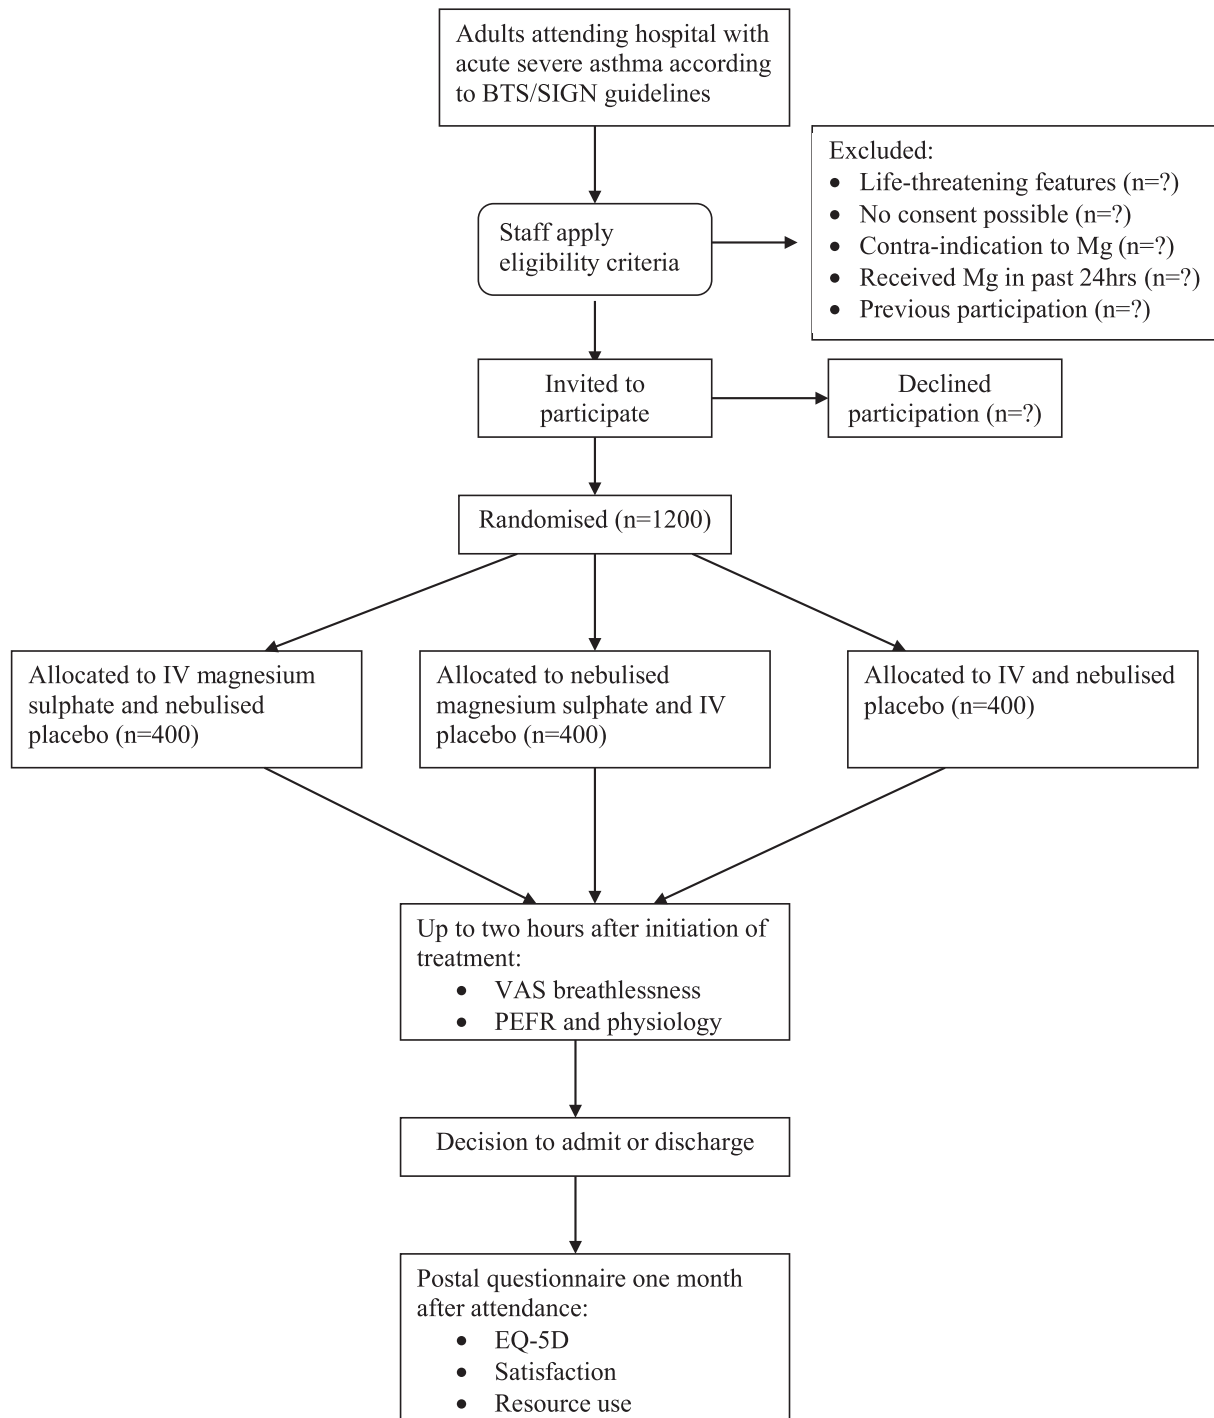 Adults attending hospital with
acute severe asthma according
to BTS/SIGN guidelines
Excluded:
• Life-threatening features (n=?)
• No consent possible (n=?)
• Contra-indication to Mg (n=?)
• Received Mg in past 24hrs (n=?)
• Previous participation (n=?)
Staff apply
eligibility criteria
Invited to
participate
Declined
participation (n=?)
Randomised (n=1200)
Allocated to IV magnesium
sulphate and nebulised
placebo (n=400)
Allocated to nebulised
magnesium sulphate and IV
placebo (n=400)
Allocated to IV and nebulised
placebo (n=400)
Up to two hours after initiation of
treatment:
• VAS breathlessness
• PEFR and physiology
Decision to admit or discharge
Postal questionnaire one month
after attendance:
• EQ-5D
• Satisfaction
• Resource use